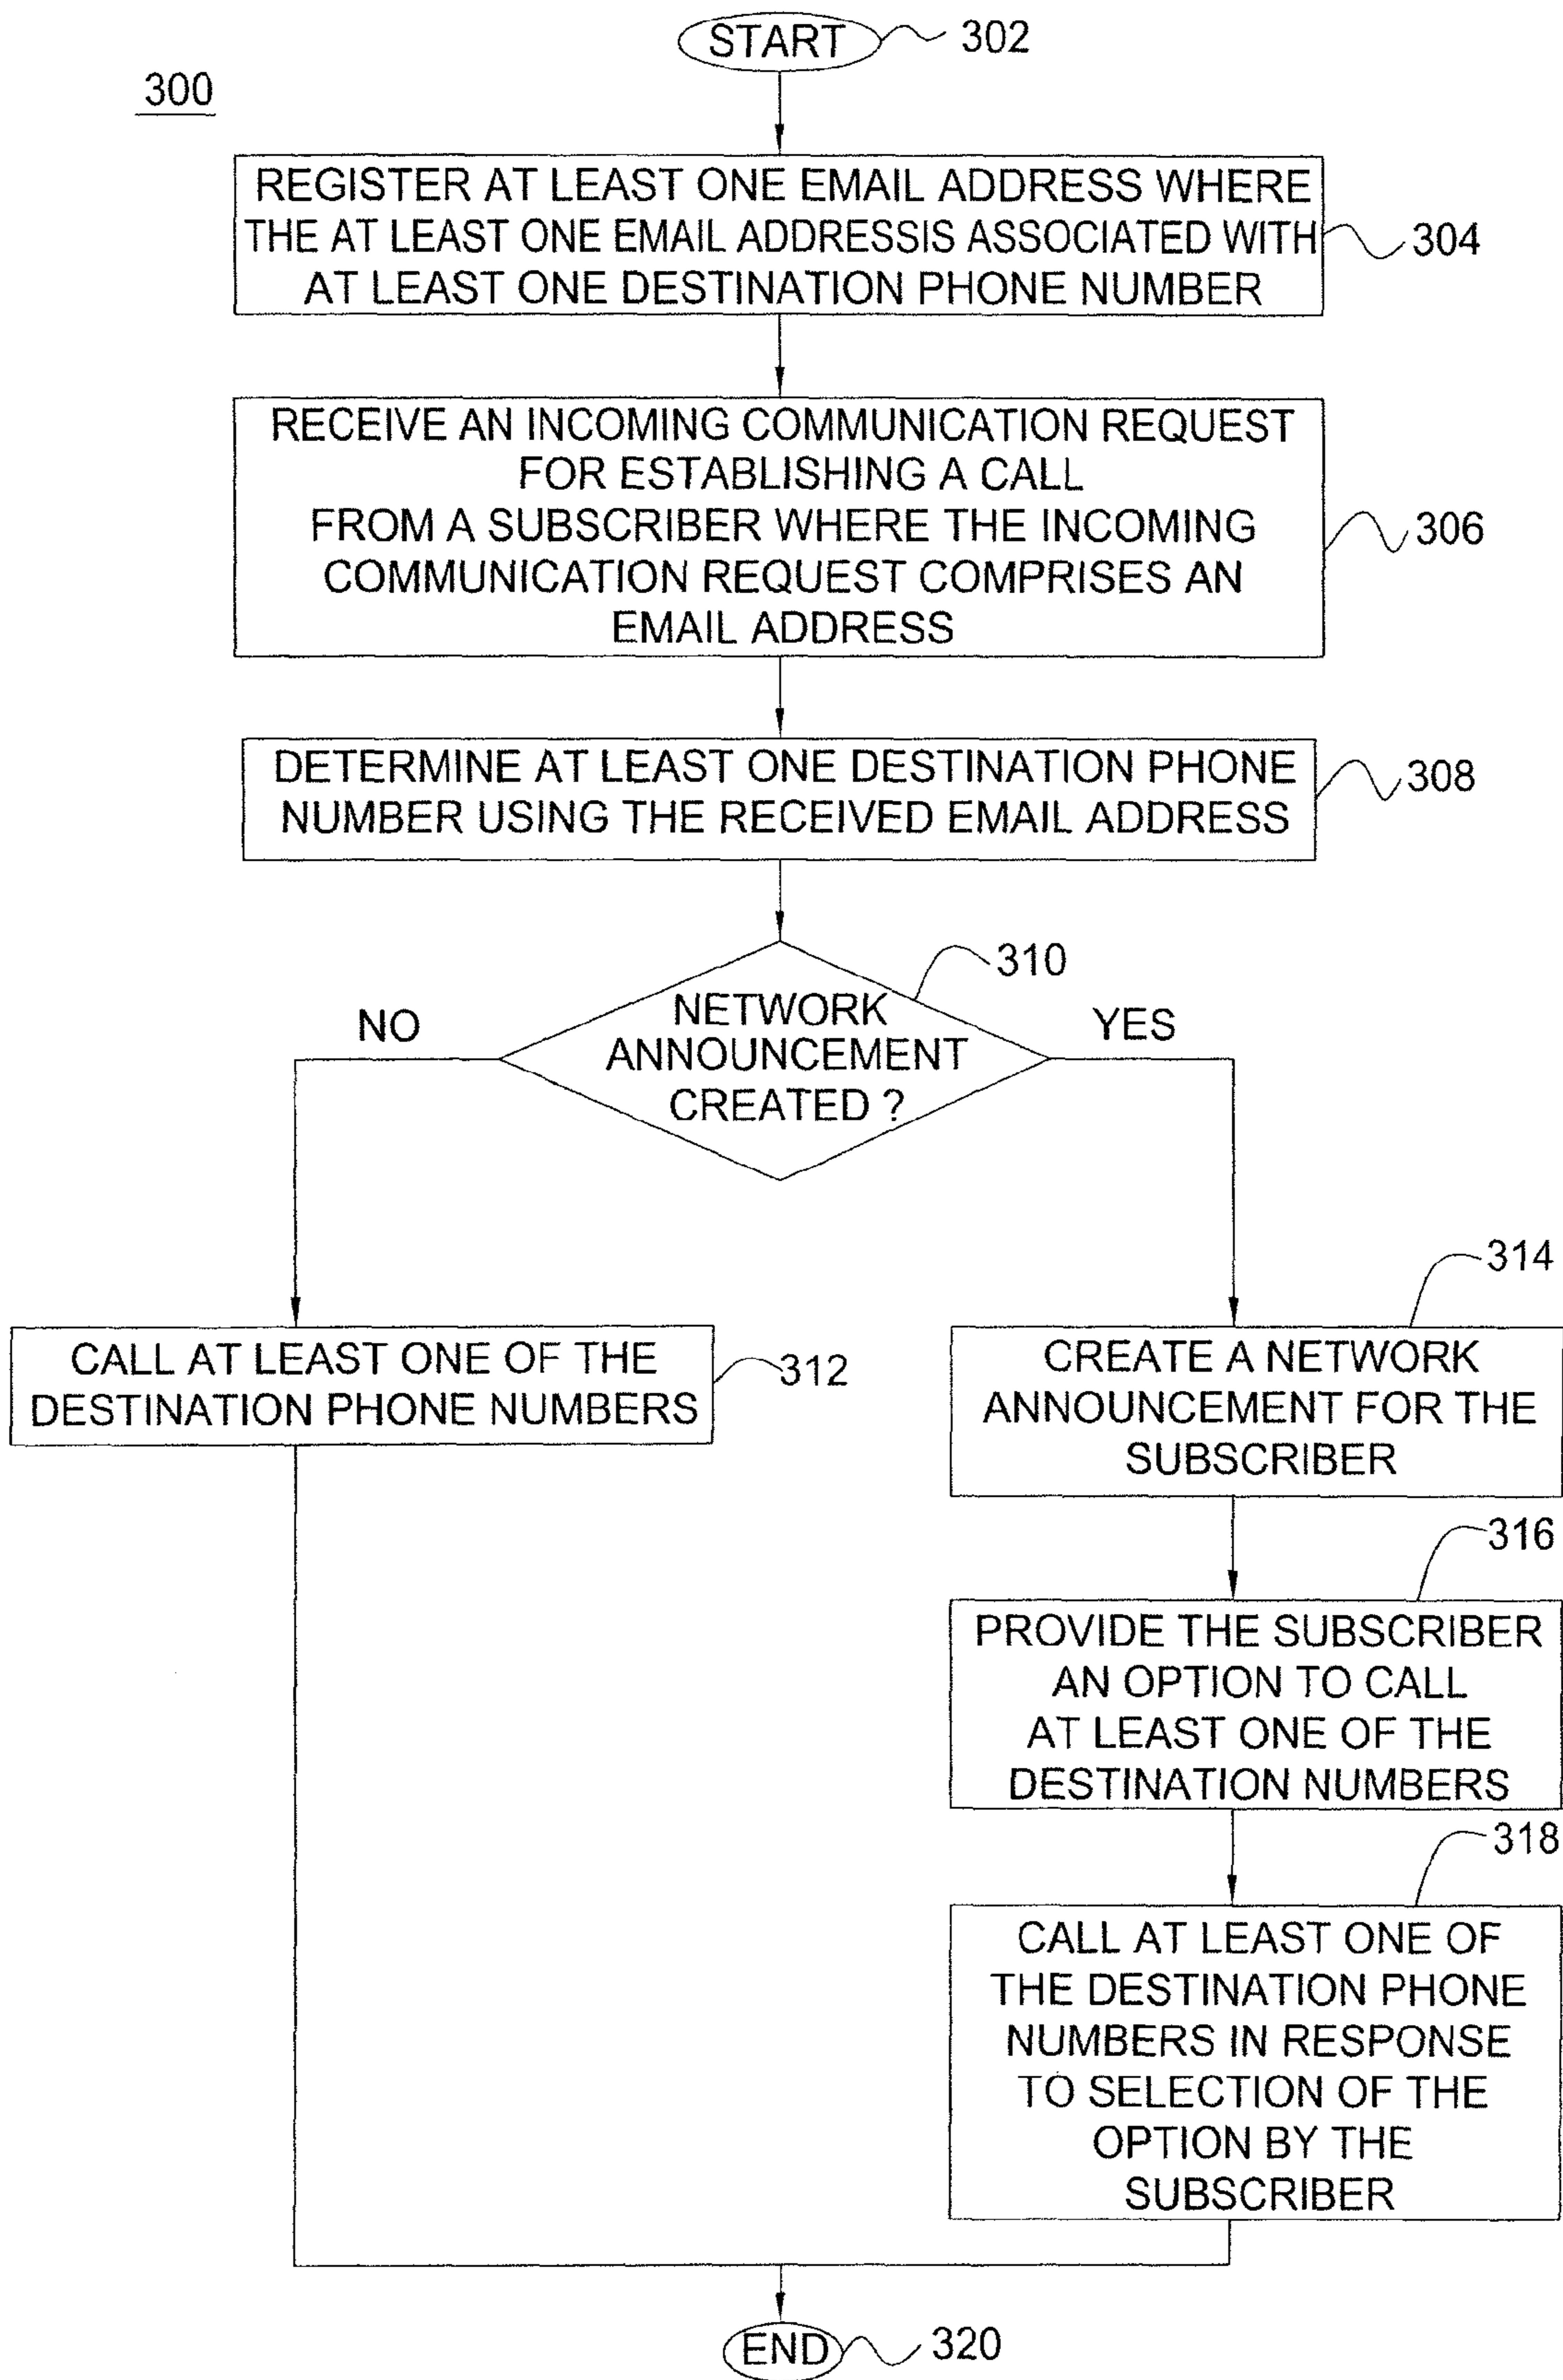 START
302
300
REGISTER AT LEAST ONE EMAIL ADDRESS WHERE
THE AT LEAST ONE EMAIL ADDRESSIS ASSOCIATED WITH
AT LEAST ONE DESTINATION PHONE NUMBER
304
RECEIVE AN INCOMING COMMUNICATION REQUEST
FOR ESTABLISHING A CALL
FROM A SUBSCRIBER WHERE THE INCOMING
COMMUNICATION REQUEST COMPRISES AN
EMAIL ADDRESS
306
DETERMINE AT LEAST ONE DESTINATION PHONE
NUMBER USING THE RECEIVED EMAIL ADDRESS
308
310
NETWORK
ANNOUNCEMENT
CREATED ?
NO
YES
CALL AT LEAST ONE OF THE
DESTINATION PHONE NUMBERS
312
314
CREATE A NETWORK
ANNOUNCEMENT FOR THE
SUBSCRIBER
316
PROVIDE THE SUBSCRIBER
AN OPTION TO CALL
AT LEAST ONE OF THE
DESTINATION NUMBERS
318
CALL AT LEAST ONE OF
THE DESTINATION PHONE
NUMBERS IN RESPONSE
TO SELECTION OF THE
OPTION BY THE
SUBSCRIBER
END
320